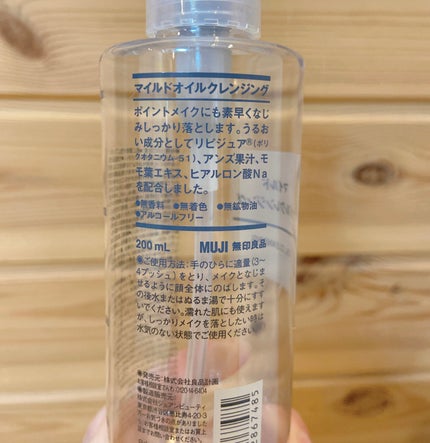 マイルドオイルクレンジング
ポイントメイクにも素早くなじ
みしっかり落とします。うるお
い成分としてリピジュア®(ポリ
クオタニウム-51)、アンズ果汁、モ
モ葉エキス、ヒアルロン酸Na
を配合しました。
●無香料 ●無着色 ●無鉱物油
●アルコールフリー
200 mL MUJI 無印良品
●ご使用方法:手のひらに適量(3~
4プッシュ)をとり、メイクとなじま
せるように顔全体にのばします。そ
の後水またはぬるま湯で十分にすす
いでください。濡れた肌にも使えます
が、しっかりメイクを落としたい時は
水気のない状態でご使用ください。
●発売元: 株式会社良品計画